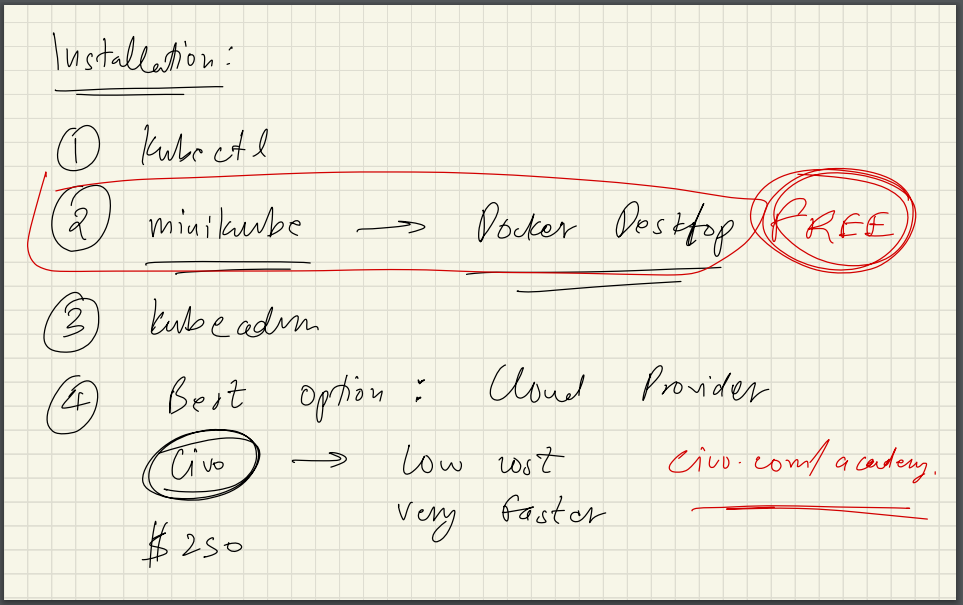 Installation:
① kubectl
② minikube → Docker Desktop FREE
③ kubeadm
④ Best option: Cloud Provider
Civo → Low cost civo.com/academy.
very faster
$250